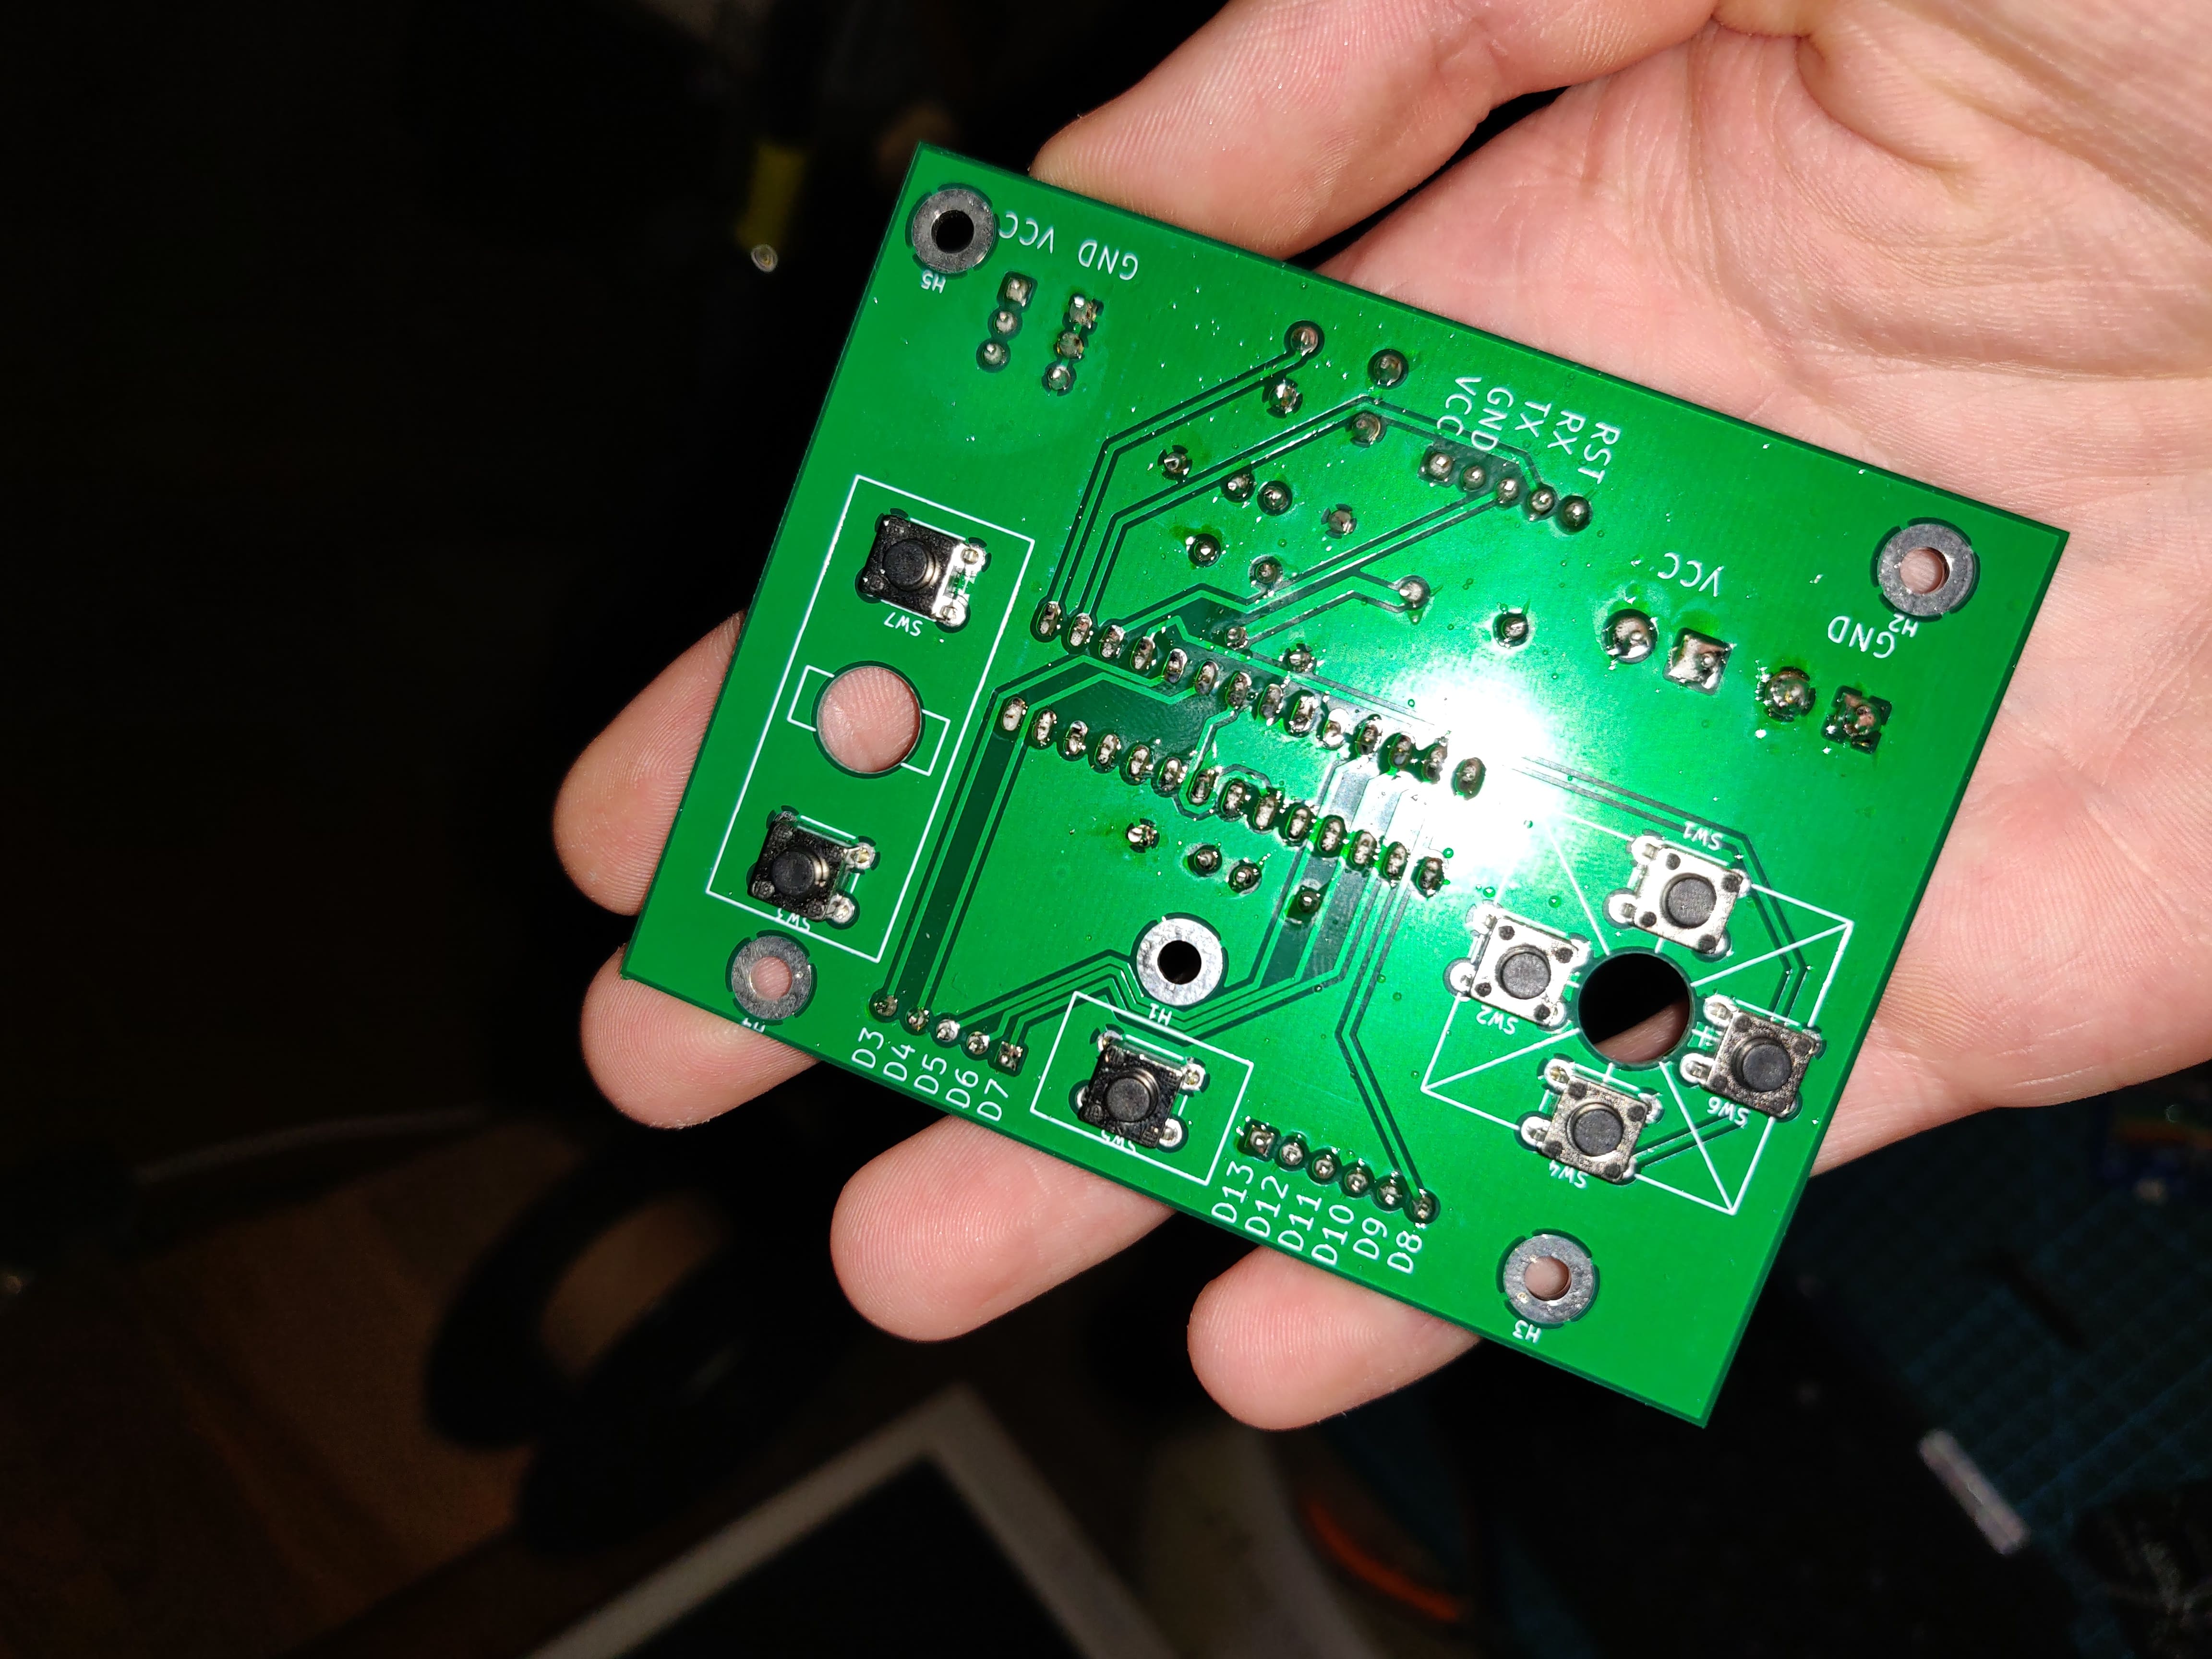 VCC
GND
H5
VCC
GND
TX
RX
RST
VCC
GND
H2
SW7
SW3
SW1
SW2
SW6
SW4
H1
D3
D4
D5
D6
D7
D13
D12
D11
D10
D9
D8
H3